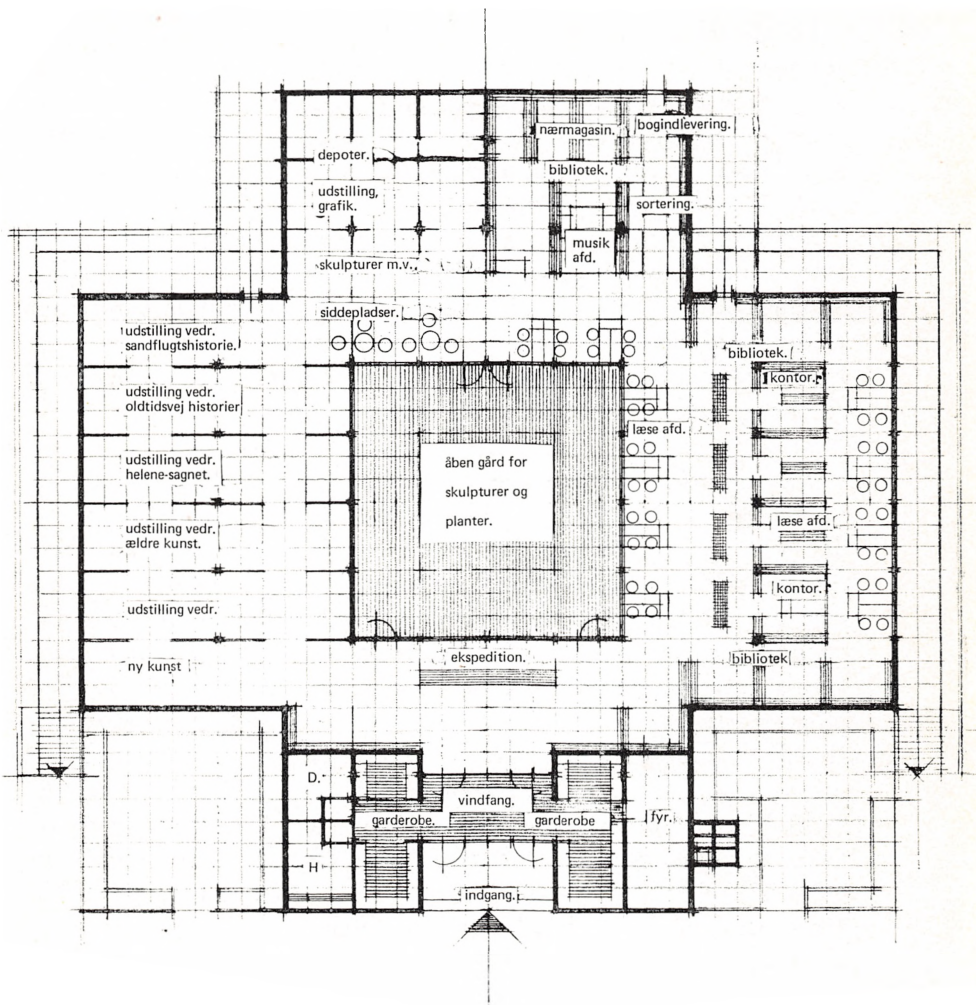 nærmagasin.
bogindlevering.
depoter.
bibliotek.
udstilling,
grafik.
sortering.
musik
afd.
skulpturer m.v.
siddepladser.
udstilling vedr.
sandflugtshistorie.
bibliotek.
kontor.
udstilling vedr.
oldtidsvej historier
læse afd.
udstilling vedr.
helene-sagnet.
åben gård for
skulpturer og
planter.
udstilling vedr.
ældre kunst.
læse afd.
kontor.
udstilling vedr.
ny kunst
ekspedition.
bibliotek
D.
vindfang.
garderobe.
garderobe
fyr.
H
indgang.